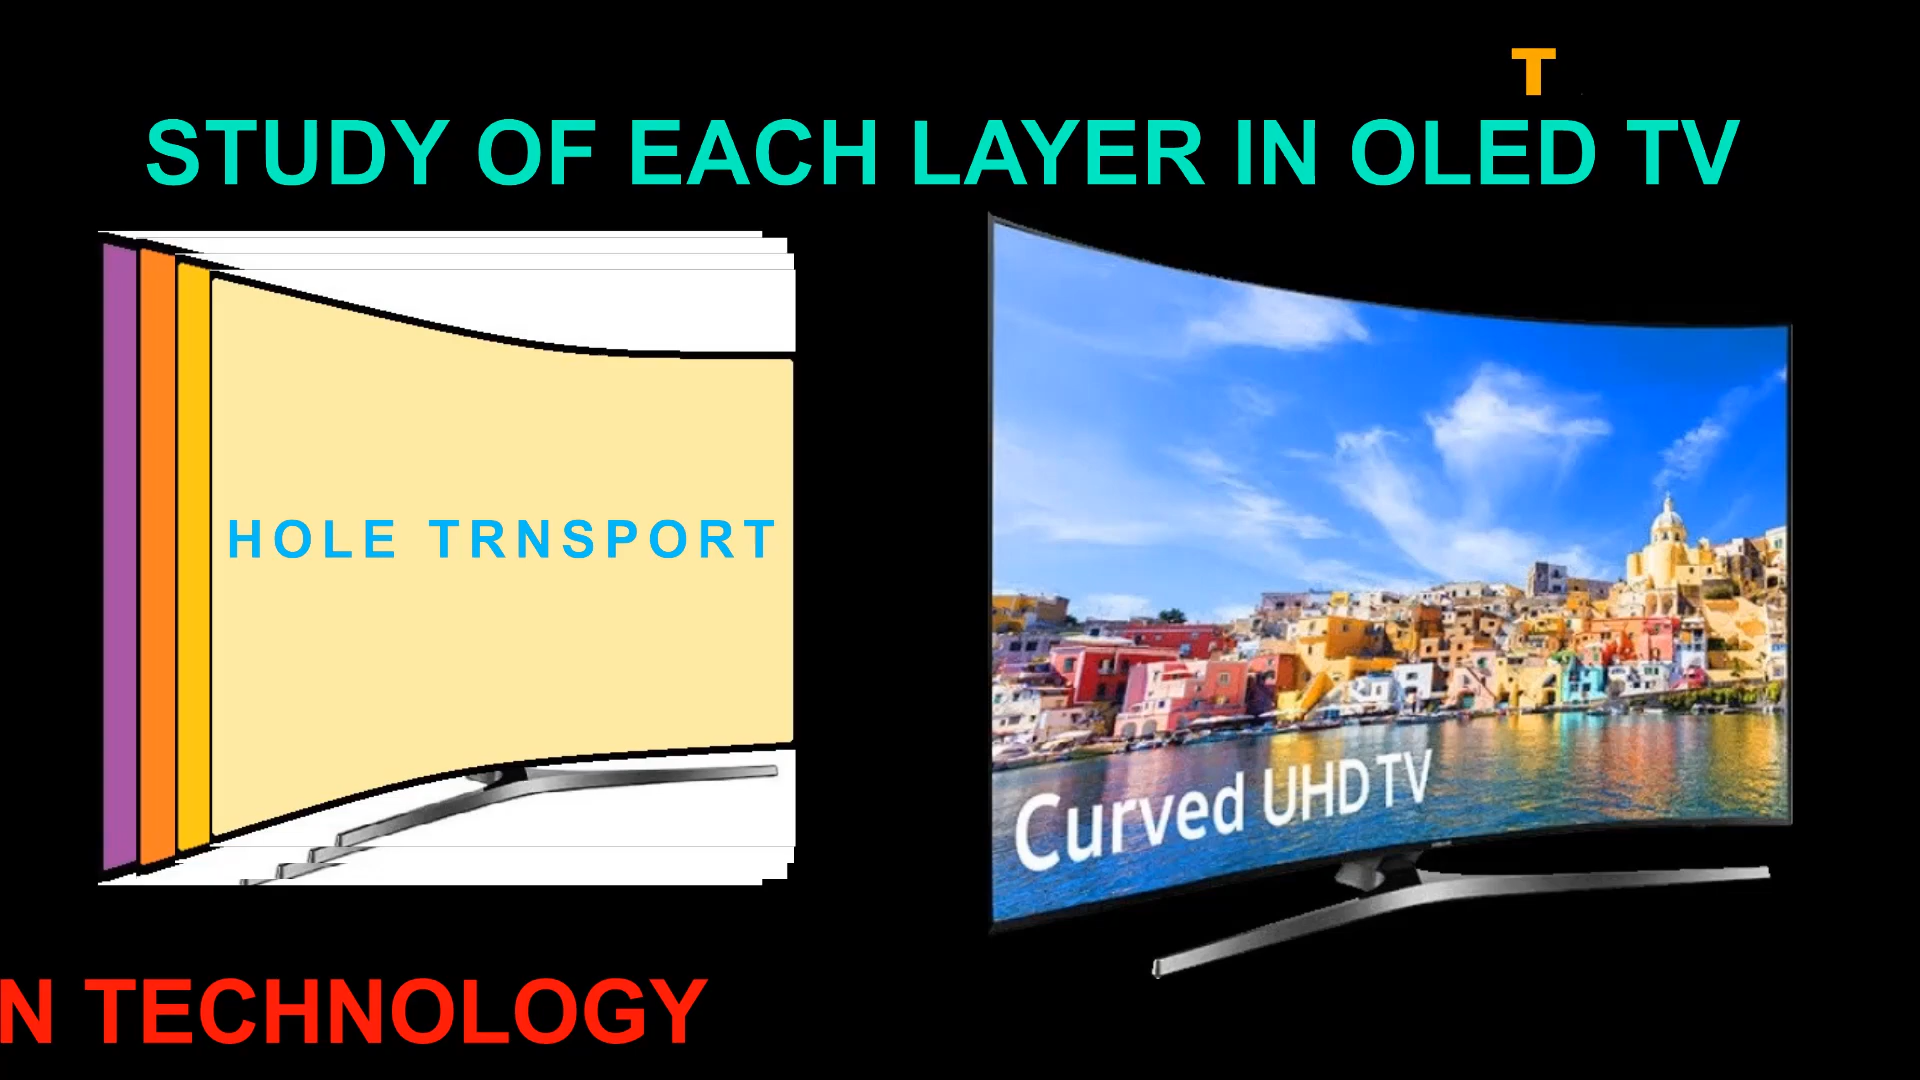 T
STUDY OF EACH LAYER IN OLED TV
HOLE TRNSPORT
Curved UHD TV
N TECHNOLOGY